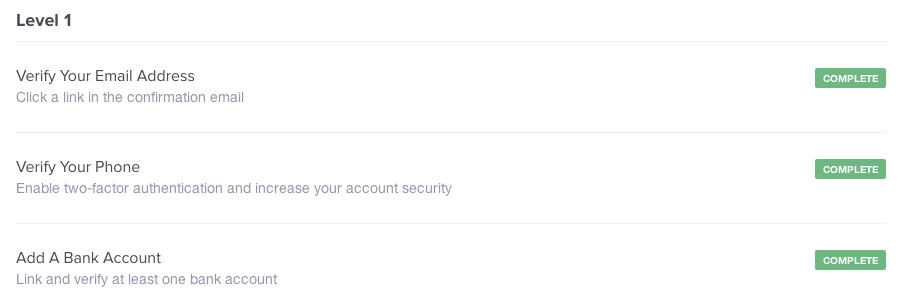 Level 1
Verify Your Email Address
COMPLETE
Click a link in the confirmation email
Verify Your Phone
COMPLETE
Enable two-factor authentication and increase your account security
Add A Bank Account
COMPLETE
Link and verify at least one bank account